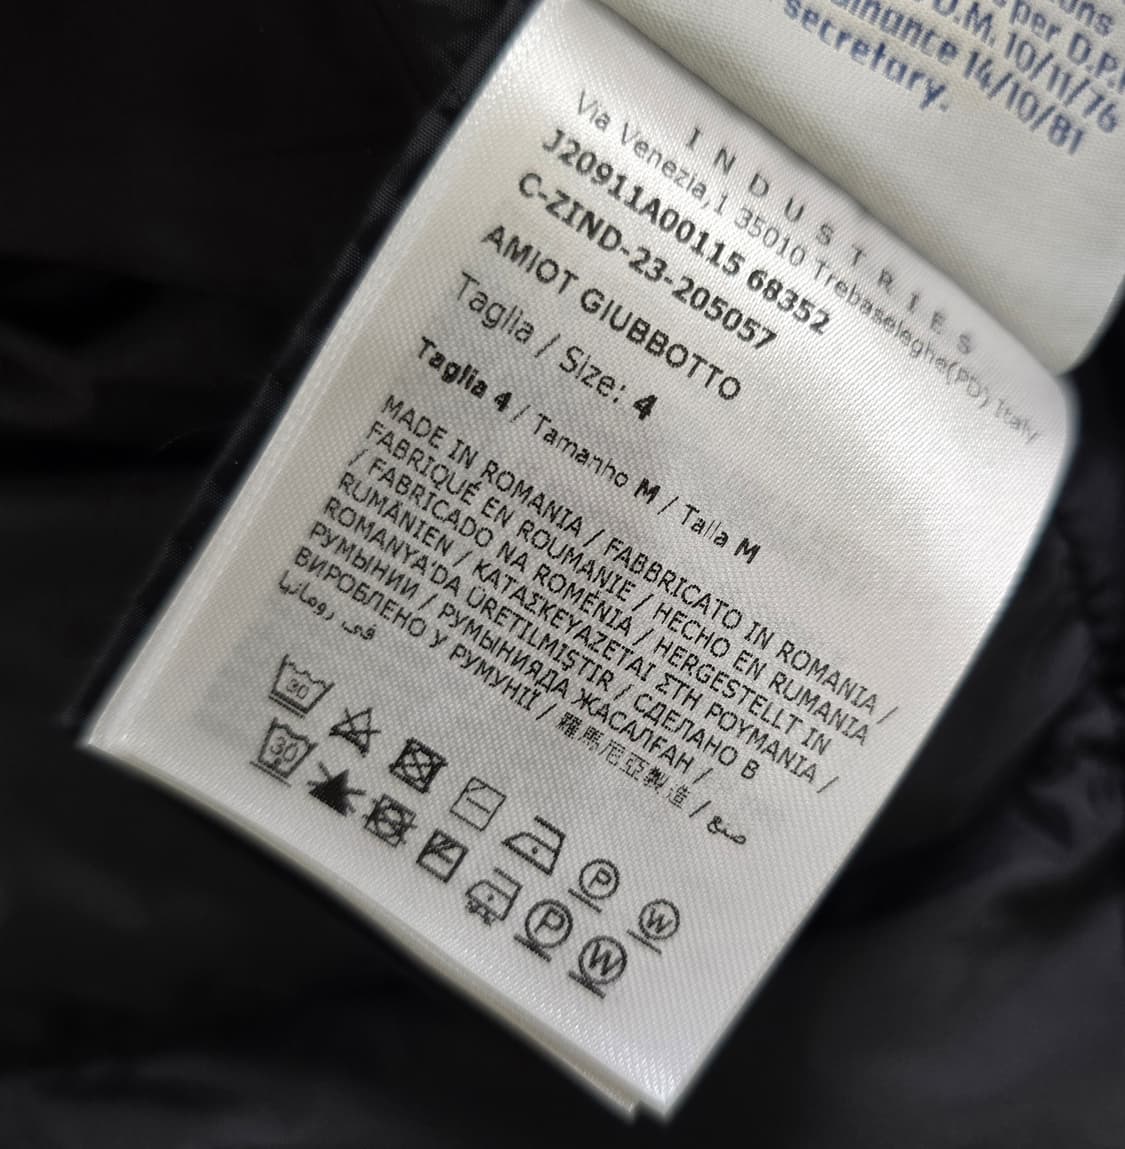 uns
per D.P.
D.M. 10/11/76
dinance 14/10/81
secretary.
INDUSTRIES
Via Venezia,1 35010 Trebaseleghe(PD) Italy
J20911A00115 68352
C-ZIND-23-205057
AMIOT GIUBBOTTO
Taglia / Size: 4
Taglia 4 / Tamanho M / Talla M
MADE IN ROMANIA / FABBRICATO IN ROMANIA /
FABRIQUÉ EN ROUMANIE / HECHO EN RUMANIA
/ FABRICADO NA ROMÉNIA / HERGESTELLT IN
RUMÄNIEN / ΚΑΤΑΣΚΕΥΑΖΕΤΑΙ ΣΤΗ ΡΟΥΜΑΝΙΑ /
ROMANYA'DA ÜRETILMISTIR / СДЕЛАНО В
РУМЫНИИ / РУМЫНИЯДА ЖАСАЛҒАН /
ВИРОБЛЕНО У РУМУНІЇ / 羅馬尼亞製造 / صنع
في رومانيا
30
P
W
30
P
W